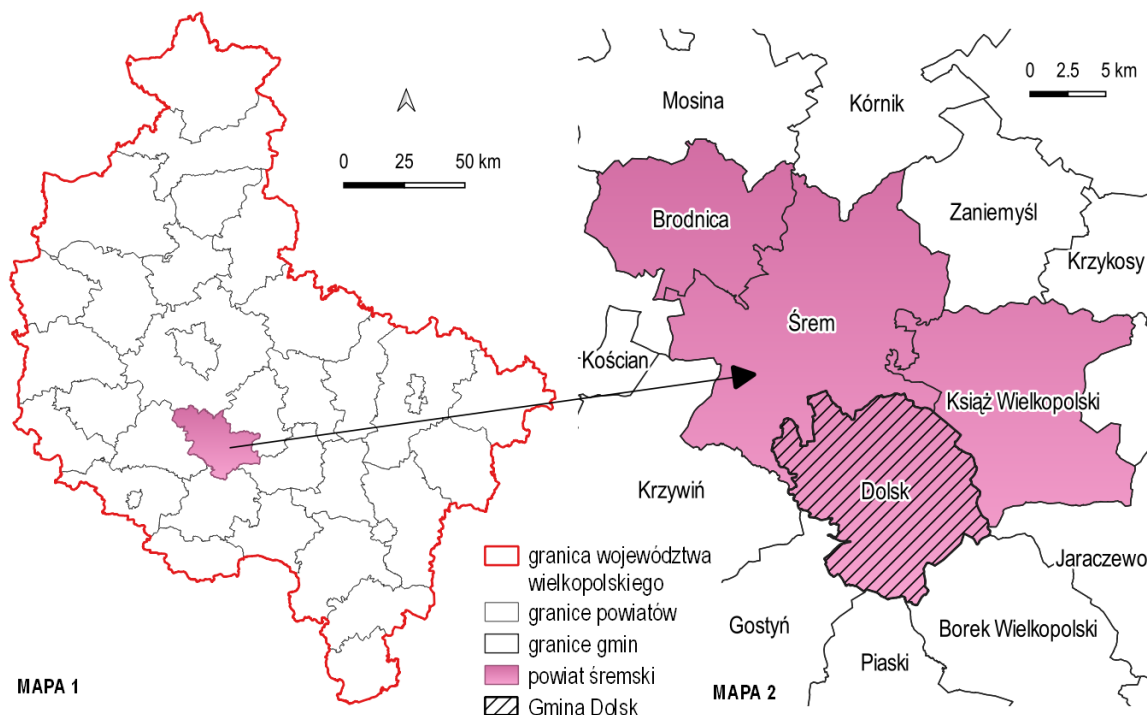 0 25 50 km
MAPA 1
granica województwa
wielkopolskiego
granice powiatów
granice gmin
powiat śremski
Gmina Dolsk
0 2.5 5 km
Mosina
Kórnik
Brodnica
Zaniemyśl
Krzykosy
Śrem
Kościan
Książ Wielkopolski
Krzywiń
Dolsk
Jaraczewo
Gostyń
Borek Wielkopolski
Piaski
MAPA 2